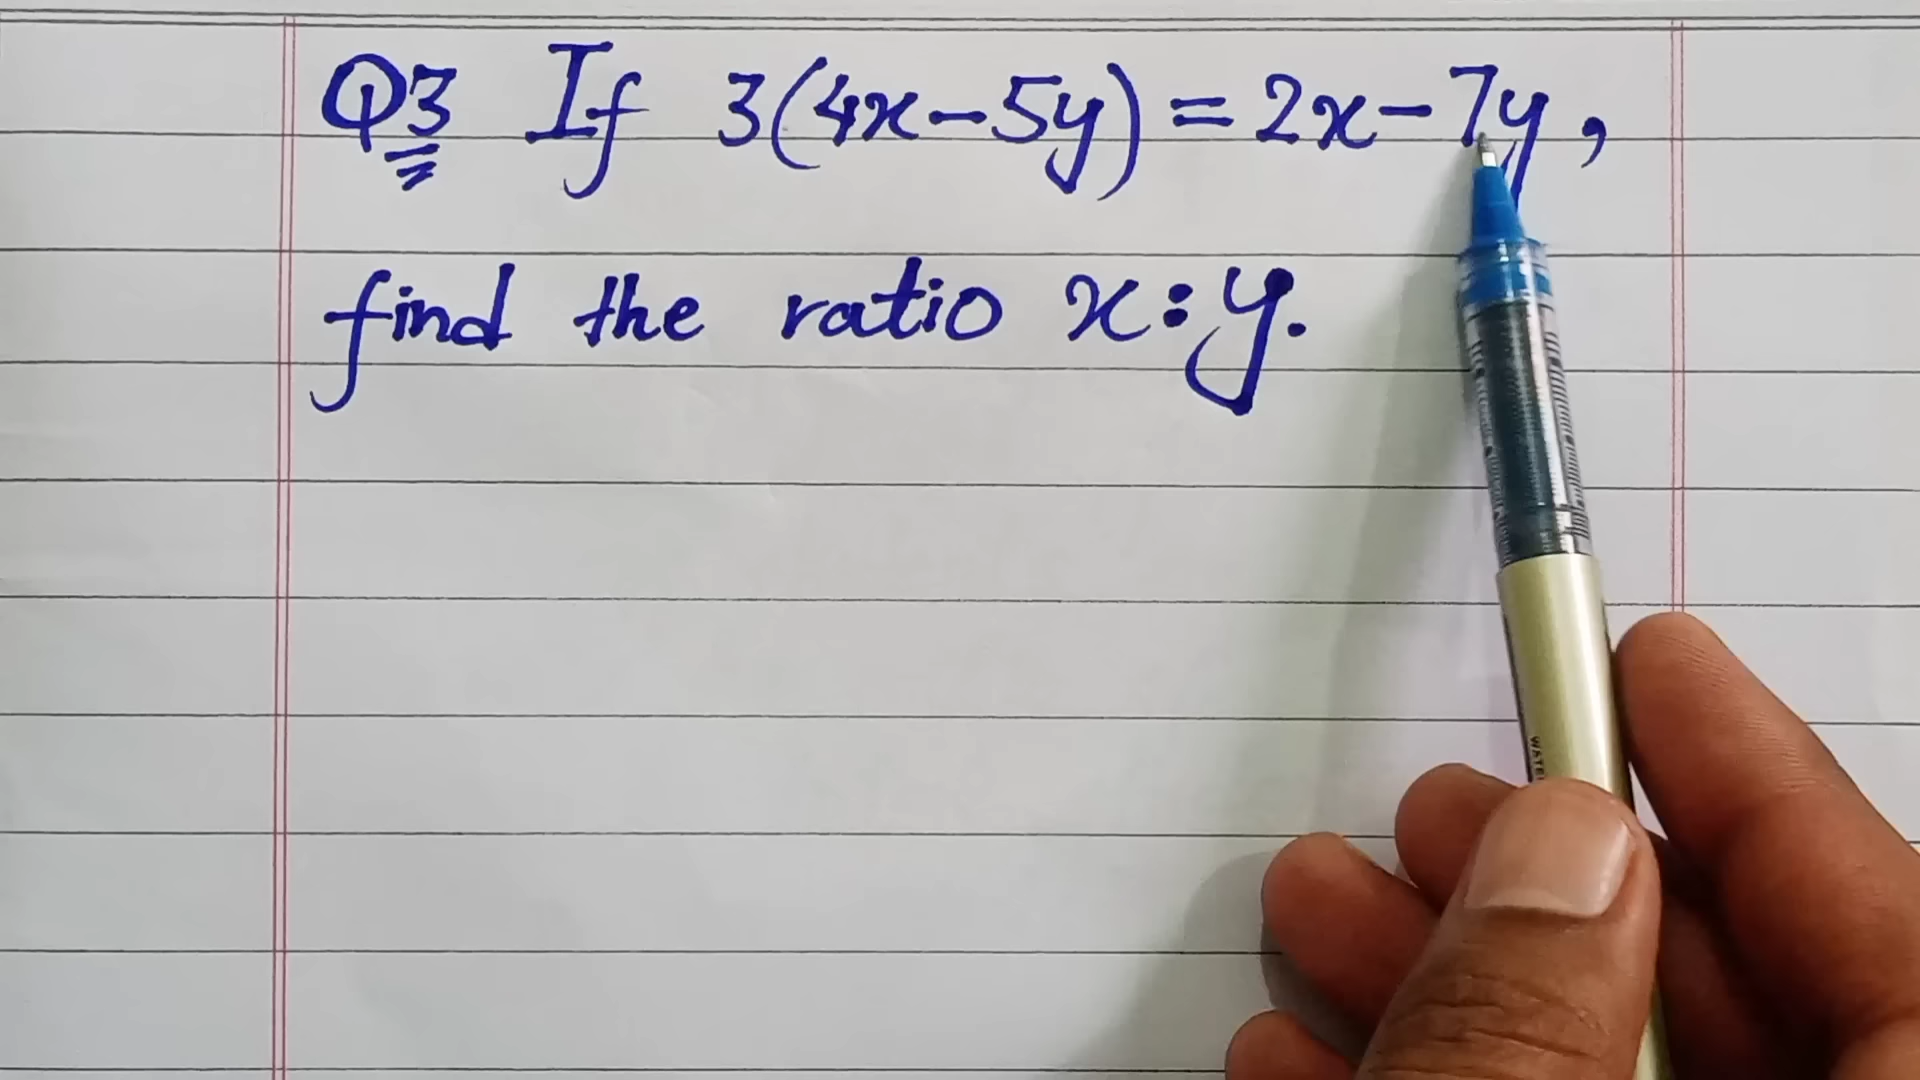 Q3 If 3(4x-5y) = 2x-7y,
find the ratio x:y.